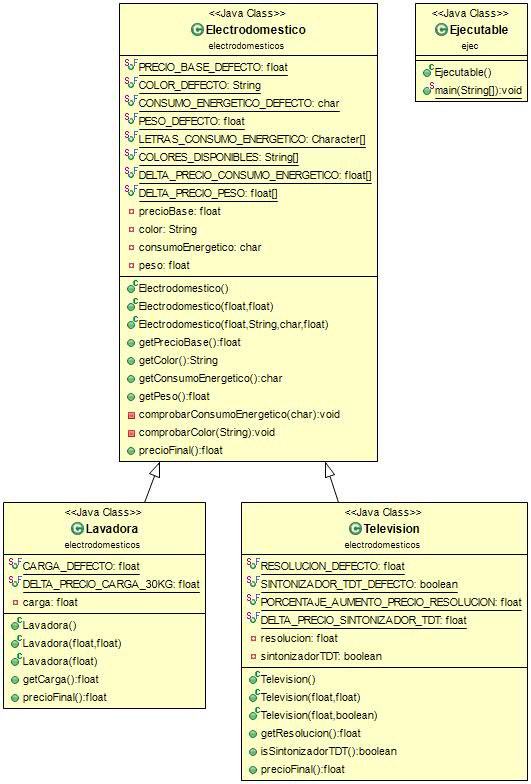 <<Java Class>>
Electrodomestico
electrodomesticos
PRECIO_BASE_DEFECTO: float
COLOR_DEFECTO: String
CONSUMO_ENERGETICO_DEFECTO: char
PESO_DEFECTO: float
LETRAS_CONSUMO_ENERGETICO: Character[]
COLORES_DISPONIBLES: String[]
DELTA_PRECIO_CONSUMO_ENERGETICO: float[]
DELTA_PRECIO_PESO: float[]
precioBase: float
color: String
consumoEnergetico: char
peso: float
Electrodomestico()
Electrodomestico(float,float)
Electrodomestico(float,String,char,float)
getPrecioBase():float
getColor():String
getConsumoEnergetico():char
getPeso():float
comprobarConsumoEnergetico(char):void
comprobarColor(String):void
precioFinal():float
<<Java Class>>
Ejecutable
ejec
Ejecutable()
main(String[]):void
<<Java Class>>
Lavadora
electrodomesticos
CARGA_DEFECTO: float
DELTA_PRECIO_CARGA_30KG: float
carga: float
Lavadora()
Lavadora(float,float)
Lavadora(float)
getCarga():float
precioFinal():float
<<Java Class>>
Television
electrodomesticos
RESOLUCION_DEFECTO: float
SINTONIZADOR_TDT_DEFECTO: boolean
PORCENTAJE_AUMENTO_PRECIO_RESOLUCION: float
DELTA_PRECIO_SINTONIZADOR_TDT: float
resolucion: float
sintonizadorTDT: boolean
Television()
Television(float,float)
Television(float,boolean)
getResolucion():float
isSintonizadorTDT():boolean
precioFinal():float